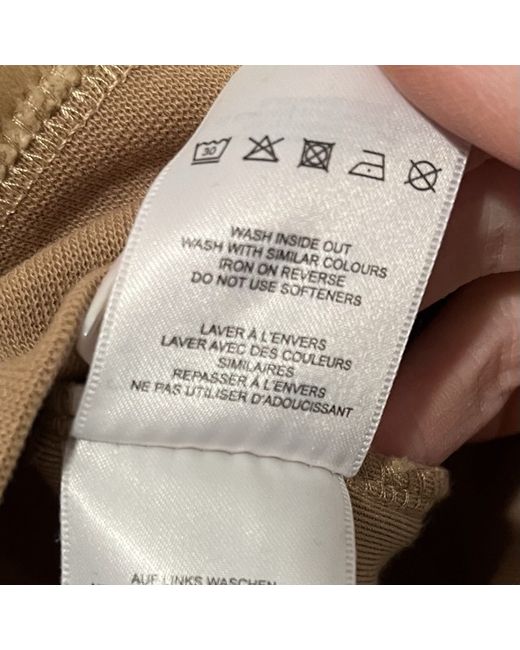 30
WASH INSIDE OUT
WASH WITH SIMILAR COLOURS
IRON ON REVERSE
DO NOT USE SOFTENERS
LAVER À L'ENVERS
LAVER AVEC DES COULEURS
SIMILAIRES
REPASSER À L'ENVERS
NE PAS UTILISER D'ADOUCISSANT
AUF LINKS WASCHEN